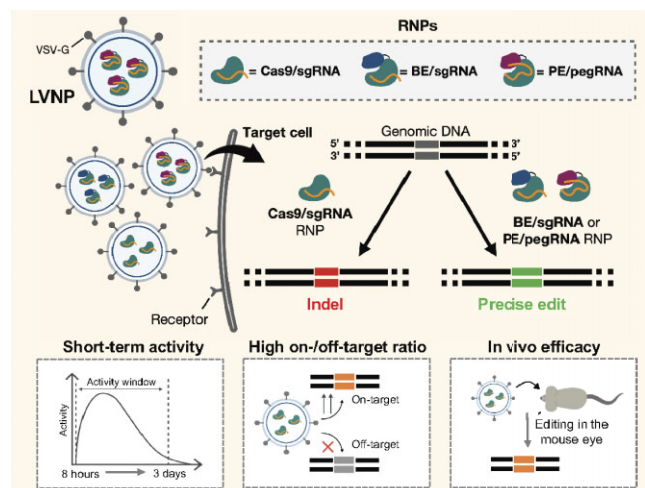 RNPs
VSV-G
LVNP
= Cas9/sgRNA
= BE/sgRNA
= PE/pegRNA
Target cell
Genomic DNA
5' 3'
3' 5'
Cas9/sgRNA
RNP
BE/sgRNA or
PE/pegRNA RNP
Indel
Precise edit
Receptor
Short-term activity
High on-/off-target ratio
In vivo efficacy
Activity window
Activity
8 hours
3 days
On-target
Off-target
Editing in the
mouse eye